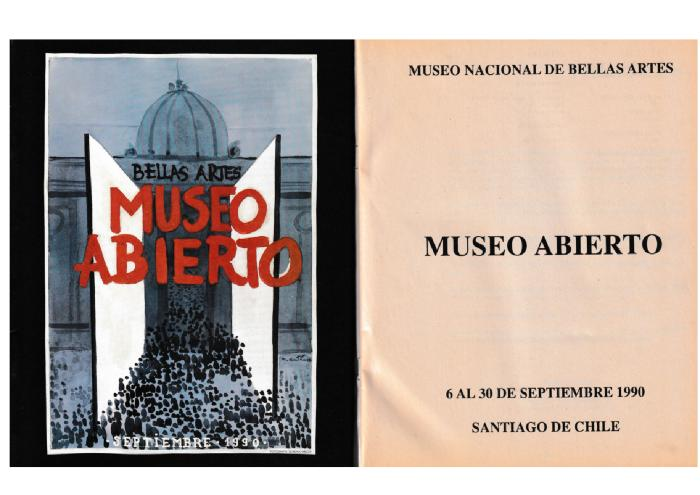 BELLAS ARTES
MUSEO
ABIERTO
·SEPTIEMBRE·1990·
MUSEO NACIONAL DE BELLAS ARTES
MUSEO ABIERTO
6 AL 30 DE SEPTIEMBRE 1990
SANTIAGO DE CHILE